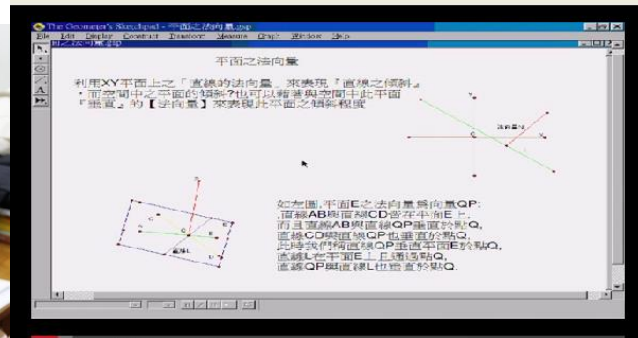 The Geometer's Sketchpad - 平面之法向量.gsp
File Edit Display Construct Transform Measure Graph Window Help
平面之法向量
利用XY平面上之「直線的法向量」來表現『直線之傾斜』
,而空間中之平面的傾斜?也可以藉著與空間中此平面
『垂直』的【法向量】來表現此平面之傾斜程度
法向量
如左圖,平面E之法向量為向量QP;
直線AB與直線CD皆在平面E上,
而且直線AB與直線QP垂直於點Q,
直線CD與直線QP也垂直於點Q,
此時我們稱直線QP垂直平面E於點Q,
直線L在平面E上且通過點Q,
直線QP與直線L也垂直於點Q.